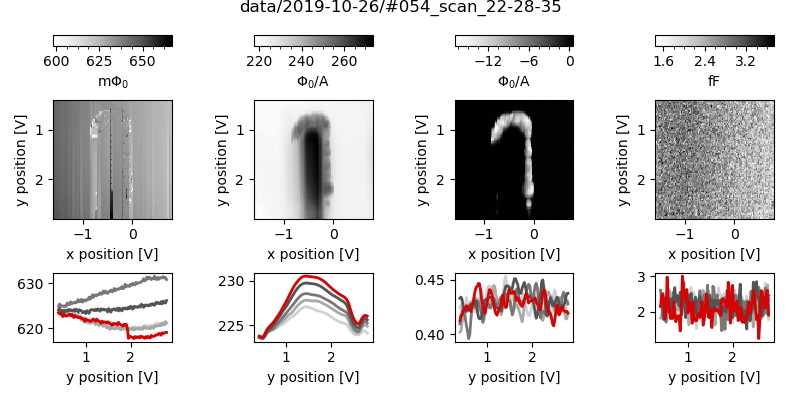 data/2019-10-26/#054_scan_22-28-35
600 650
220 240 260
−12 −6 0
1.6 2.4 3.2
mΦ₀
Φ₀/A
Φ₀/A
fF
y position [V]
1
2
−1 0
x position [V]
y position [V]
1
2
−1 0
x position [V]
y position [V]
1
2
−1 0
x position [V]
y position [V]
1
2
−1 0
x position [V]
630
620
1 2
y position [V]
230
225
1 2
y position [V]
0.45
0.40
1 2
y position [V]
3
2
1 2
y position [V]